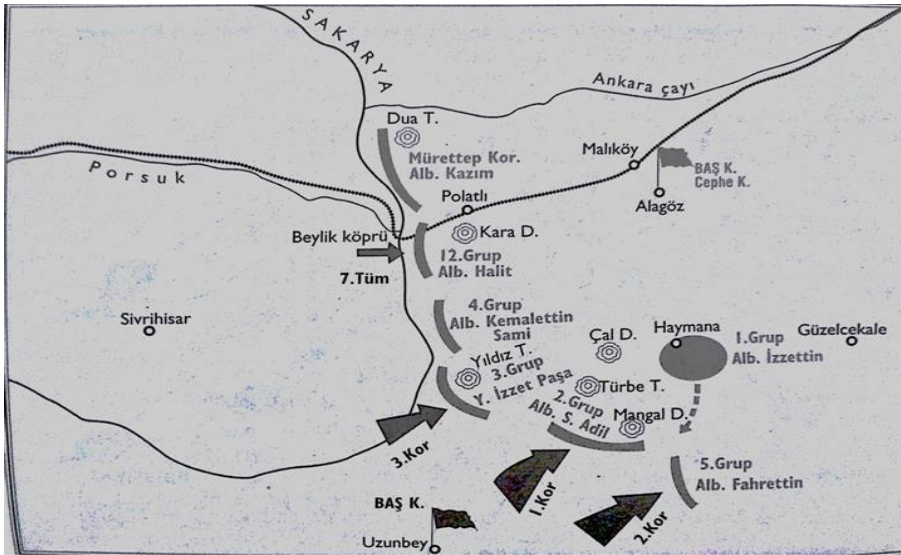 SAKARYA
Ankara çayı
Dua T.
Mürettep Kor.
Alb. Kazım
Malıköy
BAŞ K.
Cephe K.
Porsuk
Polatlı
Alagöz
Beylik köprü
Kara D.
7.Tüm
12.Grup
Alb. Halit
4.Grup
Alb. Kemalettin
Sami
Sivrihisar
Çal D.
Haymana
1.Grup
Alb. İzzettin
Güzelcekale
Yıldız T.
3.Grup
Y. İzzet Paşa
Türbe T.
2.Grup
Alb. S. Adil
Mangal D.
3.Kor
1.Kor
2.Kor
5.Grup
Alb. Fahrettin
BAŞ K.
Uzunbey